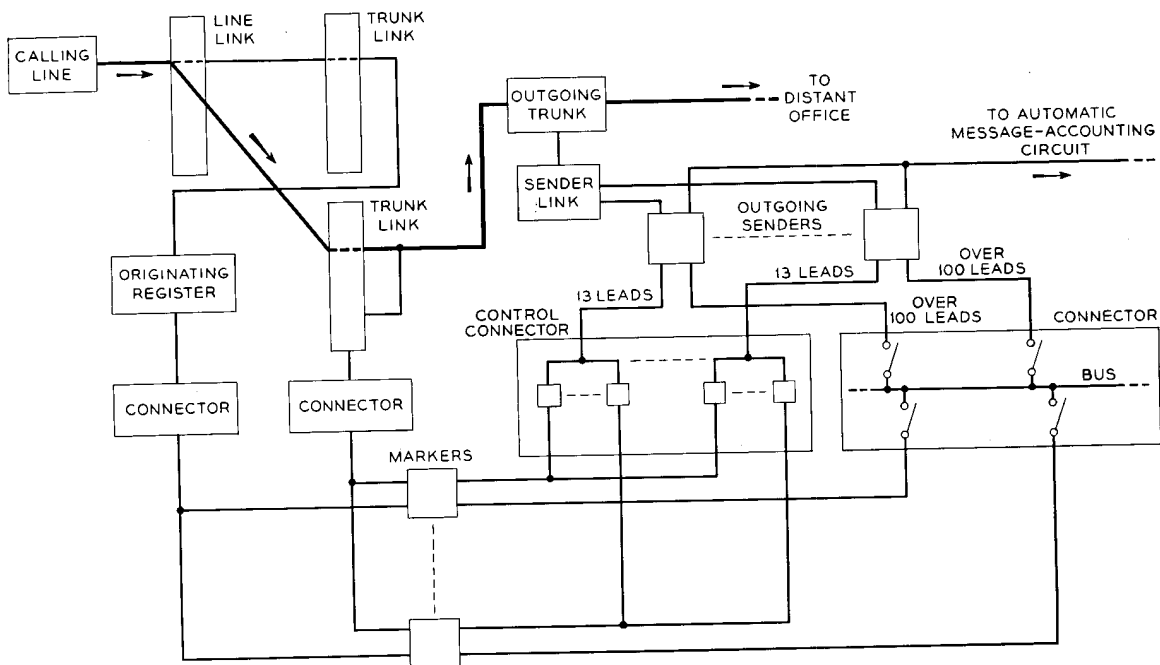 LINE
LINK
TRUNK
LINK
CALLING
LINE
OUTGOING
TRUNK
TO
DISTANT
OFFICE
TO AUTOMATIC
MESSAGE-ACCOUNTING
CIRCUIT
SENDER
LINK
TRUNK
LINK
OUTGOING
SENDERS
ORIGINATING
REGISTER
13 LEADS
13 LEADS
OVER
100 LEADS
OVER
100 LEADS
CONTROL
CONNECTOR
CONNECTOR
BUS
CONNECTOR
CONNECTOR
MARKERS